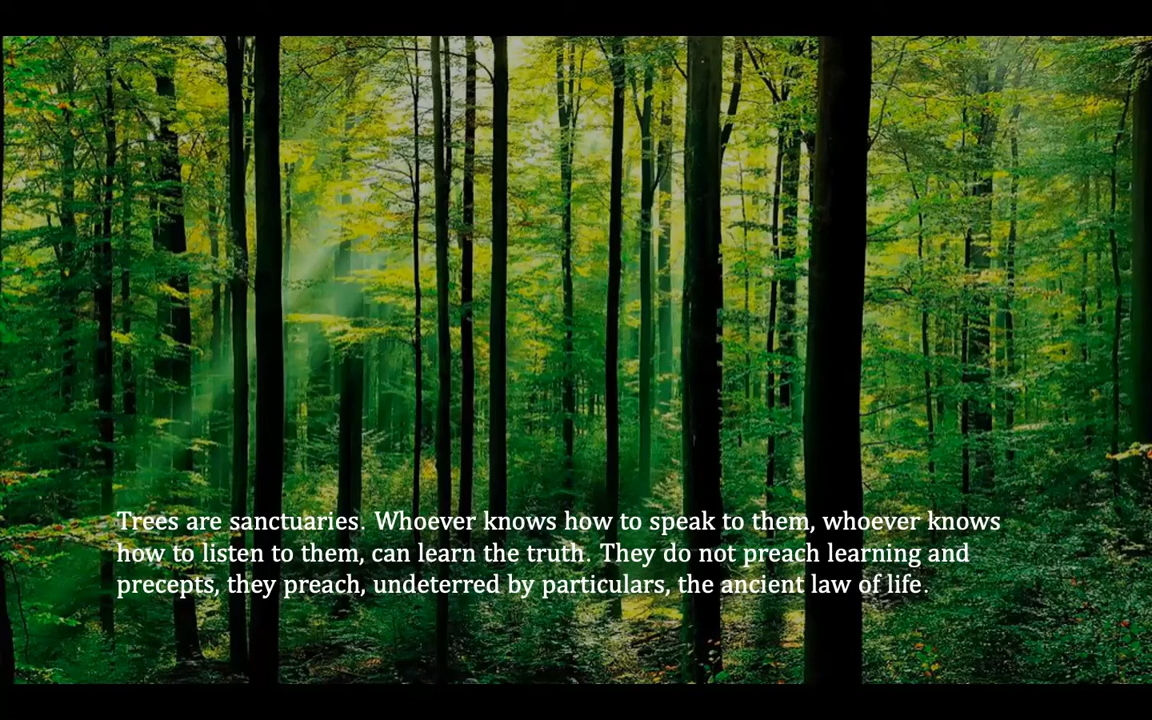 Trees are sanctuaries. Whoever knows how to speak to them, whoever knows
how to listen to them, can learn the truth. They do not preach learning and
precepts, they preach, undeterred by particulars, the ancient law of life.